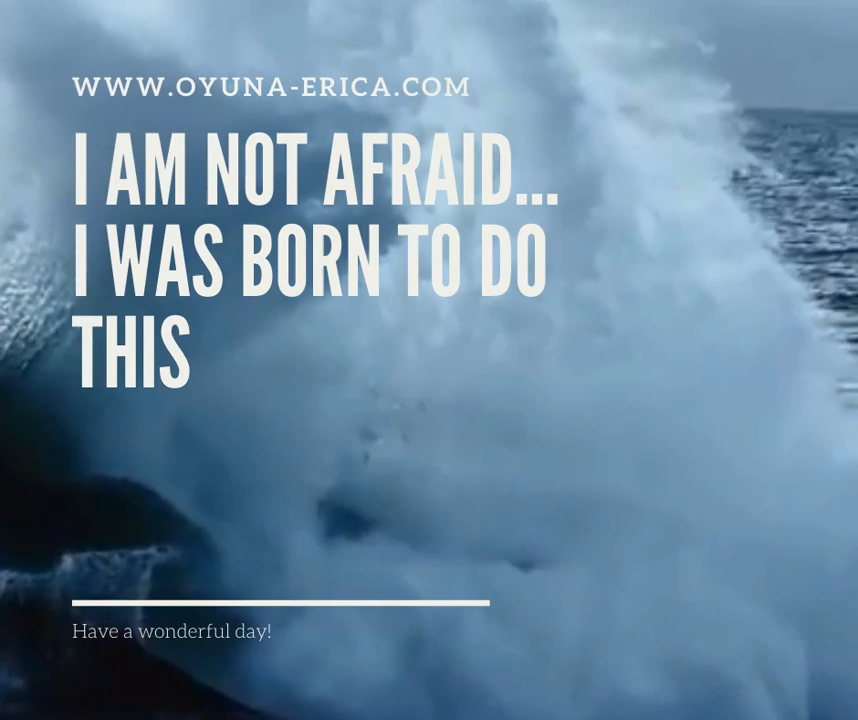 WWW.OYUNA-ERICA.COM
I AM NOT AFRAID...
I WAS BORN TO DO
THIS
Have a wonderful day!